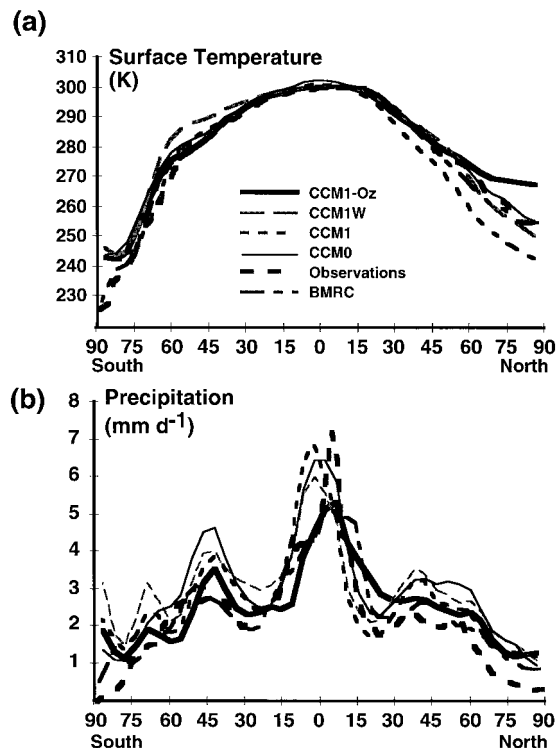 (a)
Surface Temperature
(K)
310
300
290
280
270
260
250
240
230
CCM1-Oz
CCM1W
CCM1
CCM0
Observations
BMRC
90 75 60 45 30 15 0 15 30 45 60 75 90
South North
(b)
Precipitation
(mm d-1)
8
7
6
5
4
3
2
1
90 75 60 45 30 15 0 15 30 45 60 75 90
South North